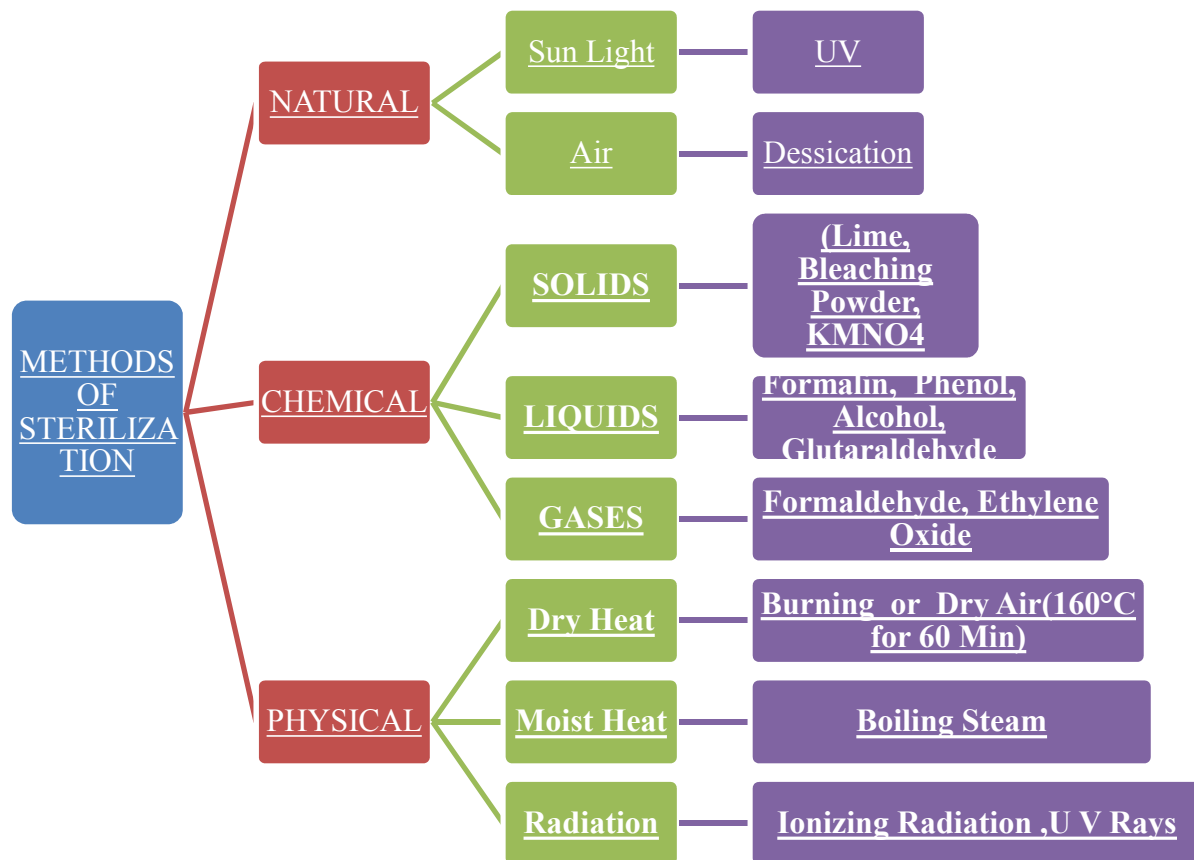 METHODS
OF
STERILIZA
TION
NATURAL
Sun Light
UV
Air
Dessication
CHEMICAL
SOLIDS
(Lime,
Bleaching
Powder,
KMNO4
LIQUIDS
Formalin, Phenol,
Alcohol,
Glutaraldehyde
GASES
Formaldehyde, Ethylene
Oxide
PHYSICAL
Dry Heat
Burning or Dry Air(160°C
for 60 Min)
Moist Heat
Boiling Steam
Radiation
Ionizing Radiation ,U V Rays